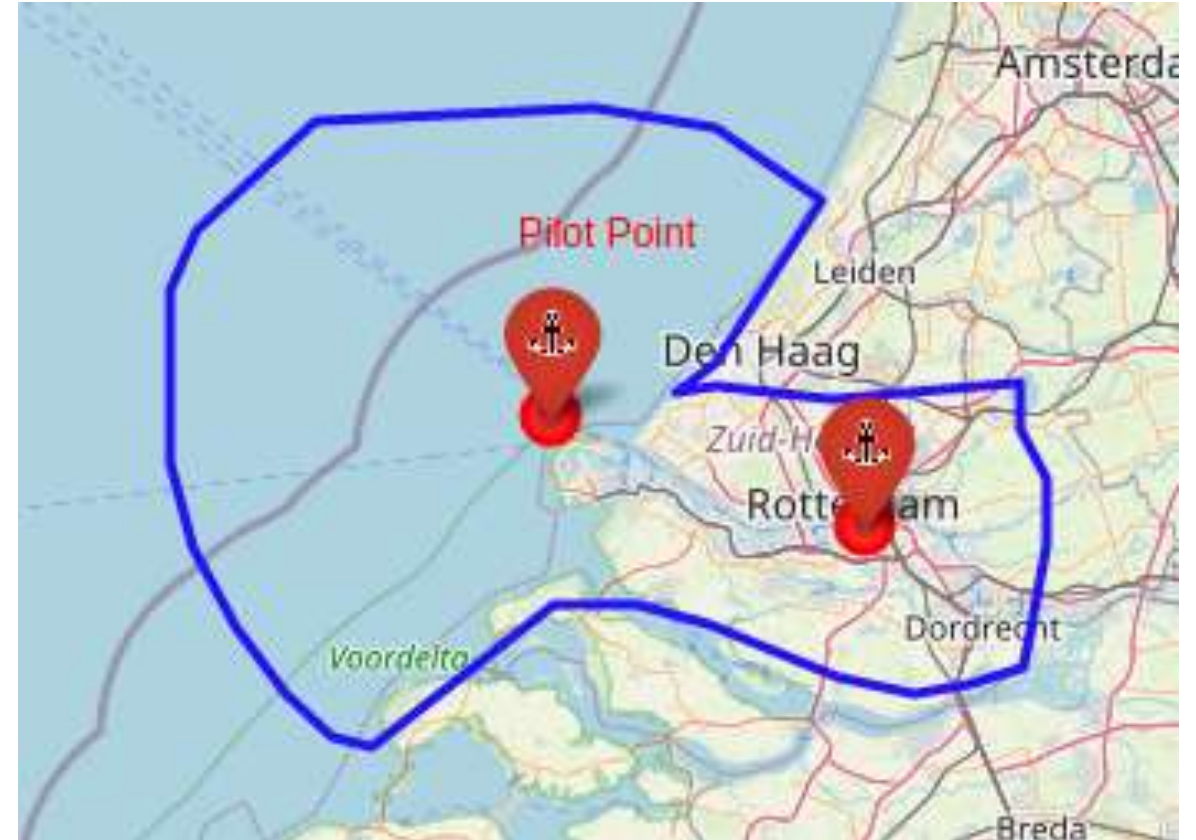 Amsterda
Pilot Point
Leiden
Den Haag
Zuid-H
Rotte am
Dordrecht
Voordelta
Breda